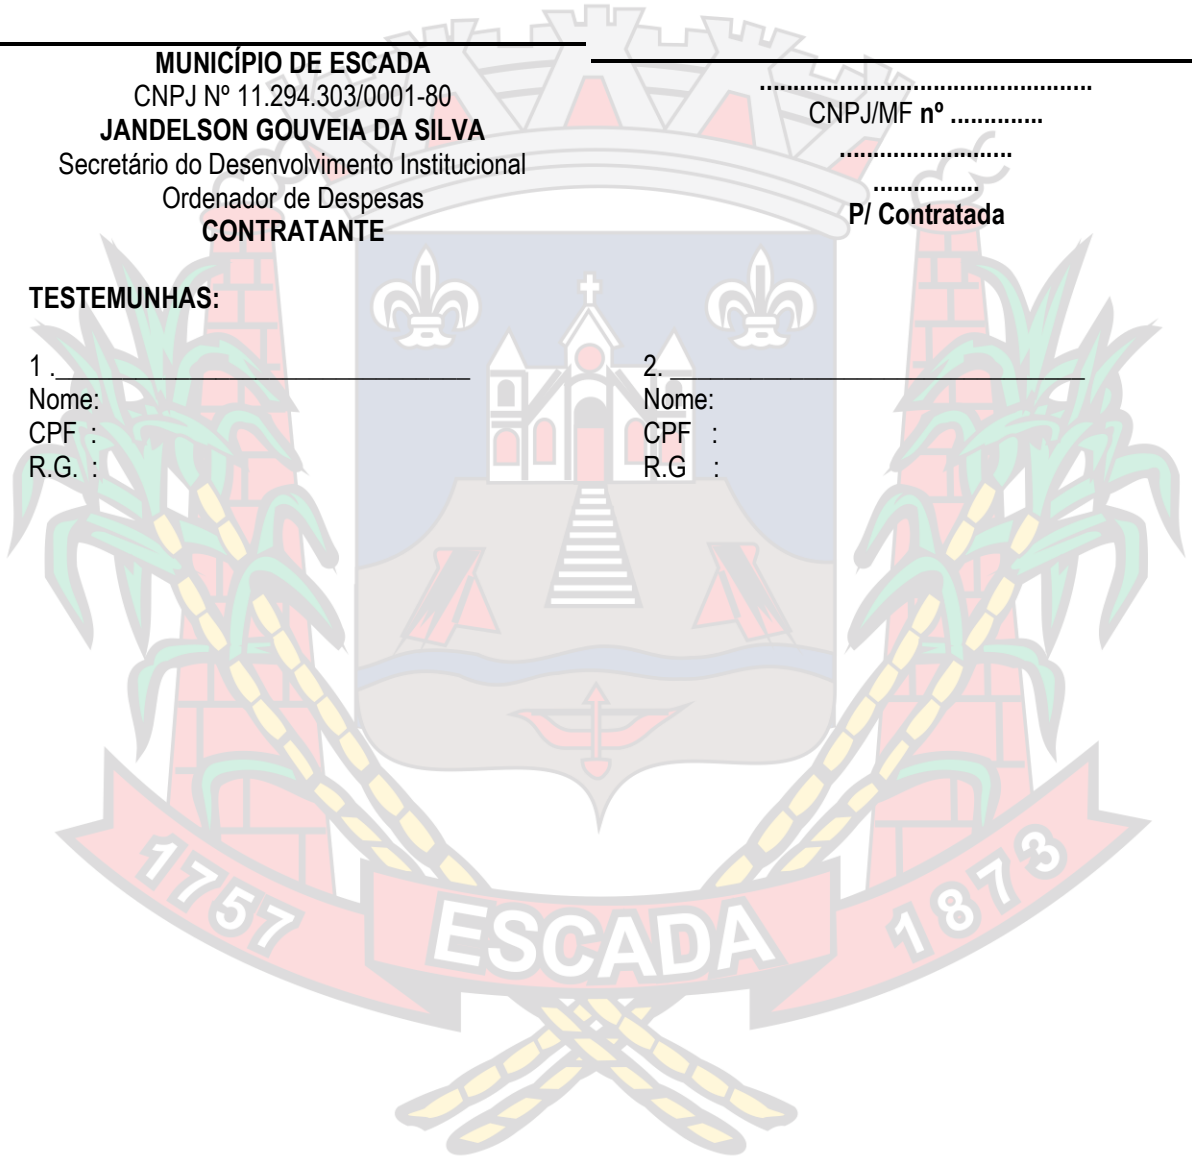 MUNICÍPIO DE ESCADA
CNPJ Nº 11.294.303/0001-80
JANDELSON GOUVEIA DA SILVA
Secretário do Desenvolvimento Institucional
Ordenador de Despesas
CONTRATANTE
..................................................
CNPJ/MF nº ..............
..........................
................
P/ Contratada
TESTEMUNHAS:
1 ._______________________________
Nome:
CPF :
R.G. :
2. _______________________________
Nome:
CPF :
R.G :
1757
ESCADA
1873